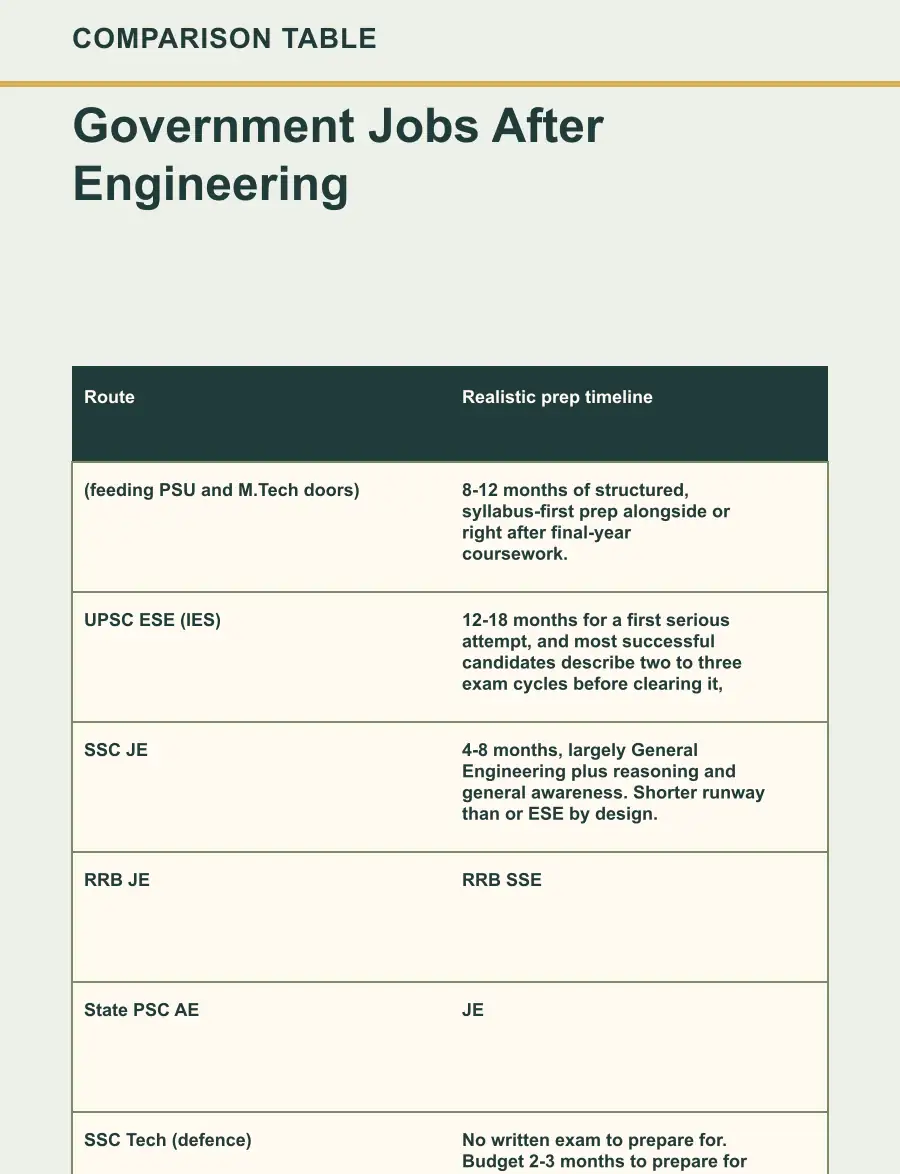 COMPARISON TABLE
Government Jobs After
Engineering
Route
Realistic prep timeline
(feeding PSU and M.Tech doors)
8-12 months of structured,
syllabus-first prep alongside or
right after final-year
coursework.
UPSC ESE (IES)
12-18 months for a first serious
attempt, and most successful
candidates describe two to three
exam cycles before clearing it,
SSC JE
4-8 months, largely General
Engineering plus reasoning and
general awareness. Shorter runway
than or ESE by design.
RRB JE
RRB SSE
State PSC AE
JE
SSC Tech (defence)
No written exam to prepare for.
Budget 2-3 months to prepare for